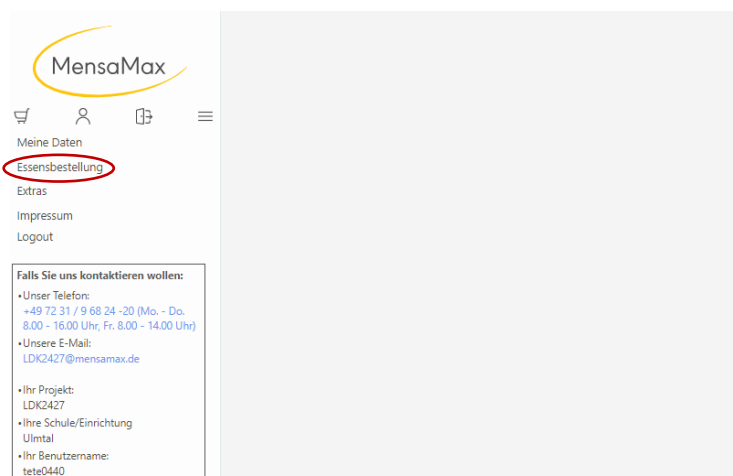 MensaMax
Meine Daten
Essensbestellung
Extras
Impressum
Logout
Falls Sie uns kontaktieren wollen:
•Unser Telefon:
+49 72 31 / 9 68 24 -20 (Mo. - Do.
8.00 - 16.00 Uhr, Fr. 8.00 - 14.00 Uhr)
•Unsere E-Mail:
LDK2427@mensamax.de
•Ihr Projekt:
LDK2427
•Ihre Schule/Einrichtung
Ulmtal
•Ihr Benutzername:
tete0440